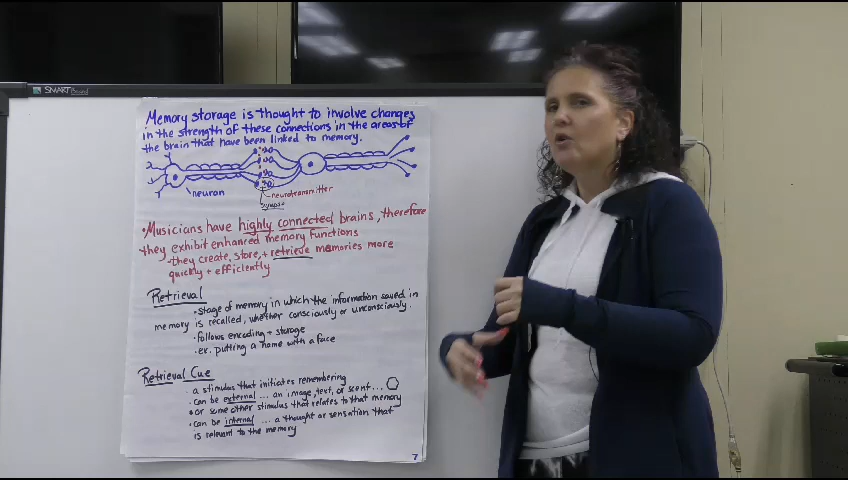 SMART Board
Memory storage is thought to involve changes
in the strength of these connections in the areas of
the brain that have been linked to memory.
neuron
neurotransmitter
synapse
• Musicians have highly connected brains, therefore
they exhibit enhanced memory functions
- they create, store, + retrieve memories more
quickly + efficiently
Retrieval
• stage of memory in which the information saved in
memory is recalled, whether consciously or unconsciously.
• follows encoding + storage
• ex. putting a name with a face
Retrieval Cue
• a stimulus that initiates remembering
• can be external ... an image, text, or scent ...
• or some other stimulus that relates to that memory
• can be internal ... a thought or sensation that
is relevant to the memory
7